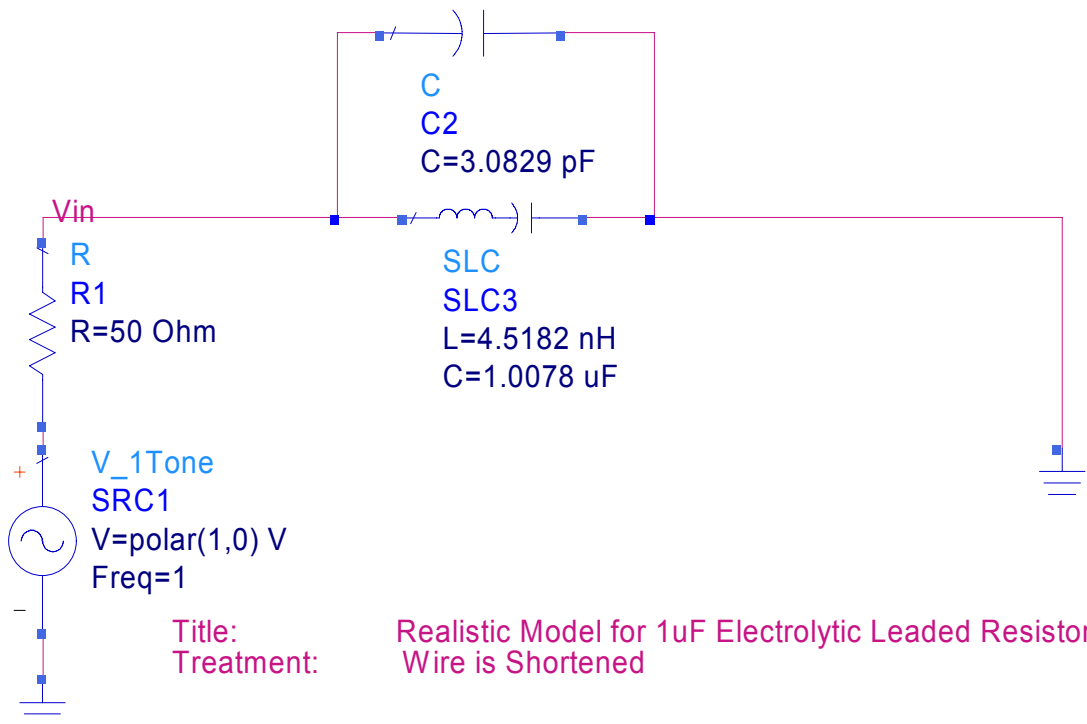 C
C2
C=3.0829 pF
Vin
R
R1
R=50 Ohm
SLC
SLC3
L=4.5182 nH
C=1.0078 uF
+
V_1Tone
SRC1
V=polar(1,0) V
Freq=1
–
Title: Realistic Model for 1uF Electrolytic Leaded Resistor
Treatment: Wire is Shortened